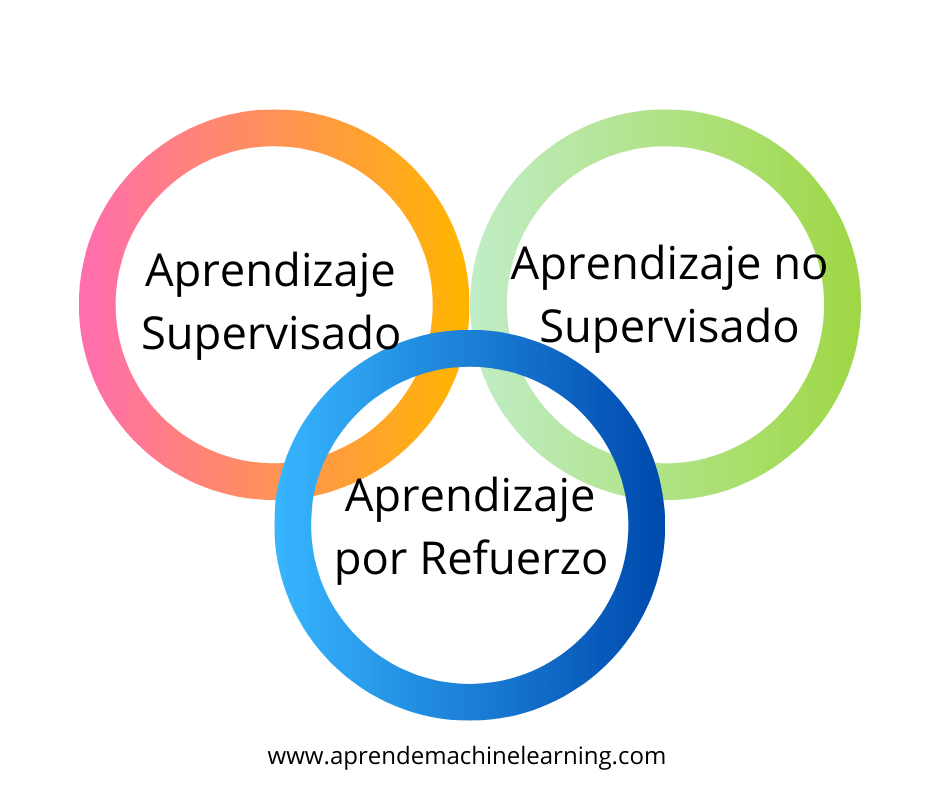 Aprendizaje
Supervisado
Aprendizaje no
Supervisado
Aprendizaje
por Refuerzo
www.aprendemachinelearning.com